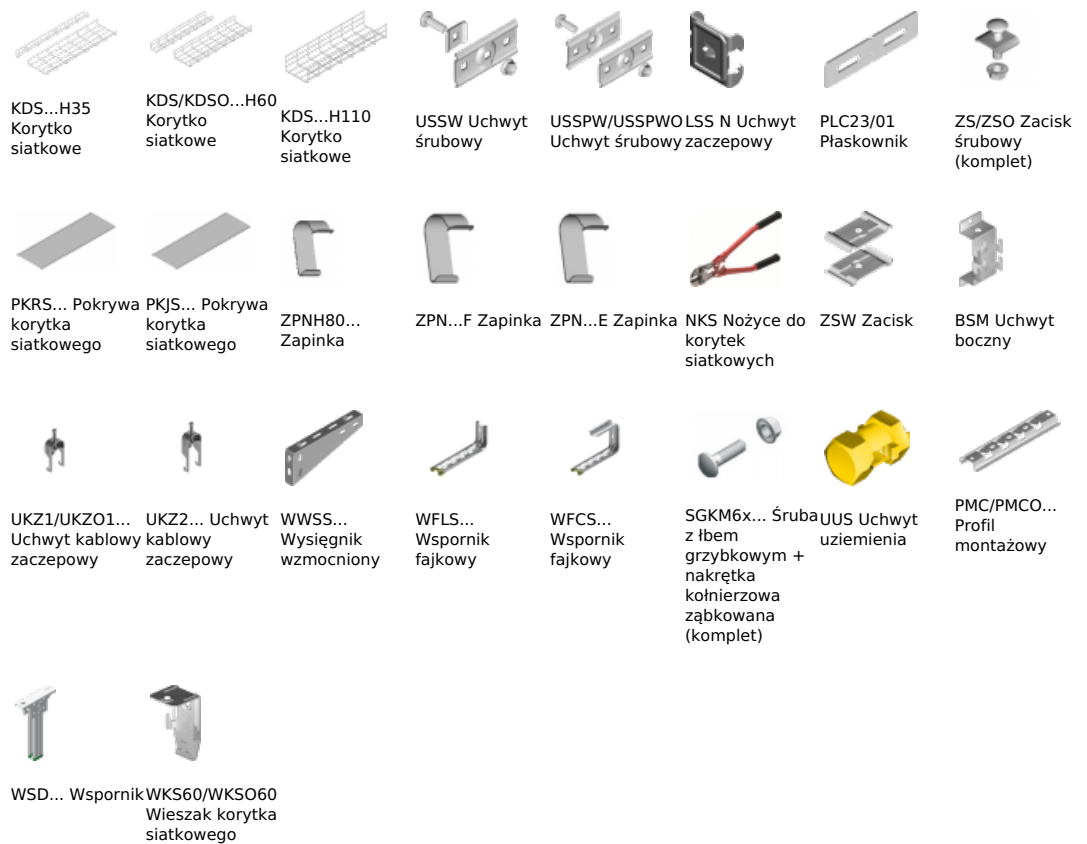 KDS...H35
Korytko
siatkowe
KDS/KDSO...H60
Korytko
siatkowe
KDS...H110
Korytko
siatkowe
USSW Uchwyt
śrubowy
USSPW/USSPWO
Uchwyt śrubowy
LSS N Uchwyt
zaczepowy
PLC23/01
Płaskownik
ZS/ZSO Zacisk
śrubowy
(komplet)
PKRS... Pokrywa
korytka
siatkowego
PKJS... Pokrywa
korytka
siatkowego
ZPNH80...
Zapinka
ZPN...F Zapinka
ZPN...E Zapinka
NKS Nożyce do
korytek
siatkowych
ZSW Zacisk
BSM Uchwyt
boczny
UKZ1/UKZO1...
Uchwyt kablowy
zaczepowy
UKZ2... Uchwyt
kablowy
zaczepowy
WWSS...
Wysięgnik
wzmocniony
WFLS...
Wspornik
fajkowy
WFCS...
Wspornik
fajkowy
SGKM6x... Śruba
z łbem
grzybkowym +
nakrętka
kołnierzowa
ząbkowana
(komplet)
UUS Uchwyt
uziemienia
PMC/PMCO...
Profil
montażowy
WSD... Wspornik
WKS60/WKSO60
Wieszak korytka
siatkowego